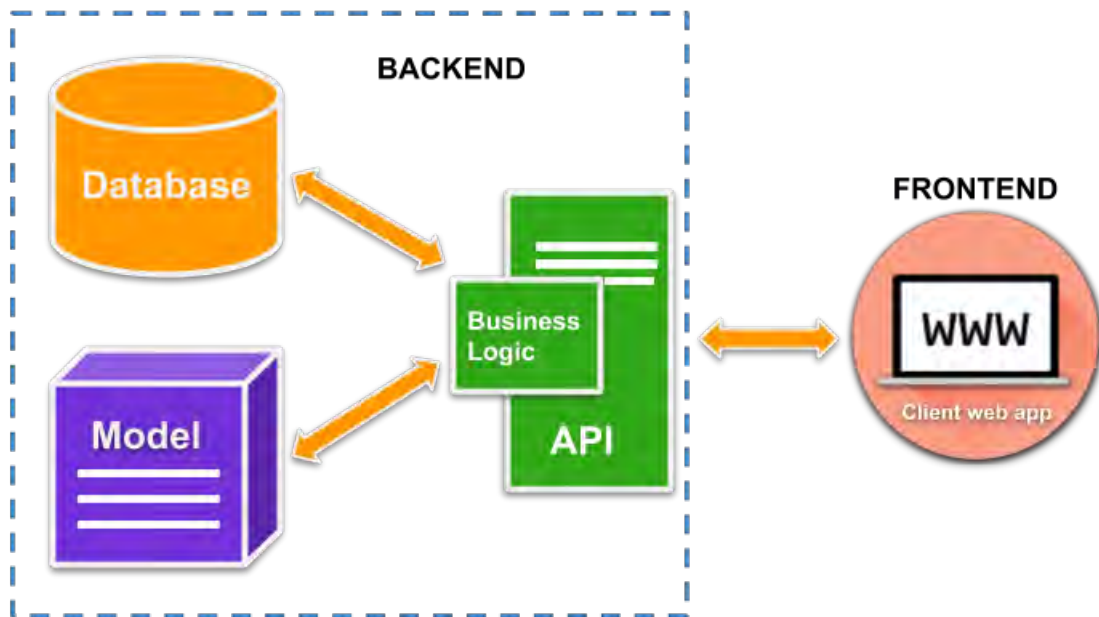 BACKEND
Database
Business
Logic
Model
API
FRONTEND
WWW
Client web app